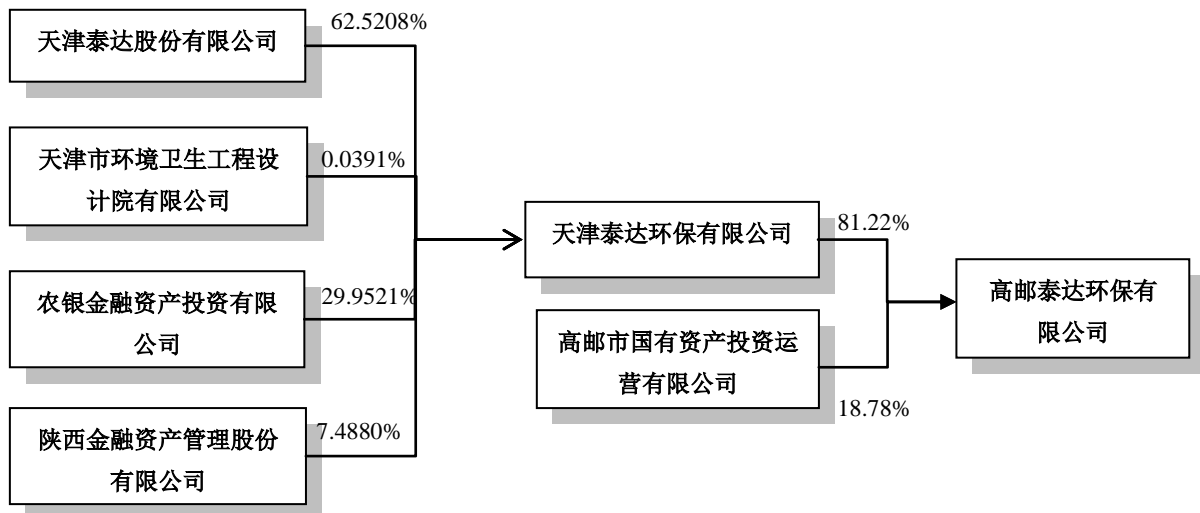 天津泰达股份有限公司
62.5208%
天津市环境卫生工程设
计院有限公司
0.0391%
农银金融资产投资有限
公司
29.9521%
陕西金融资产管理股份
有限公司
7.4880%
天津泰达环保有限公司
81.22%
高邮市国有资产投资运
营有限公司
18.78%
高邮泰达环保有
限公司